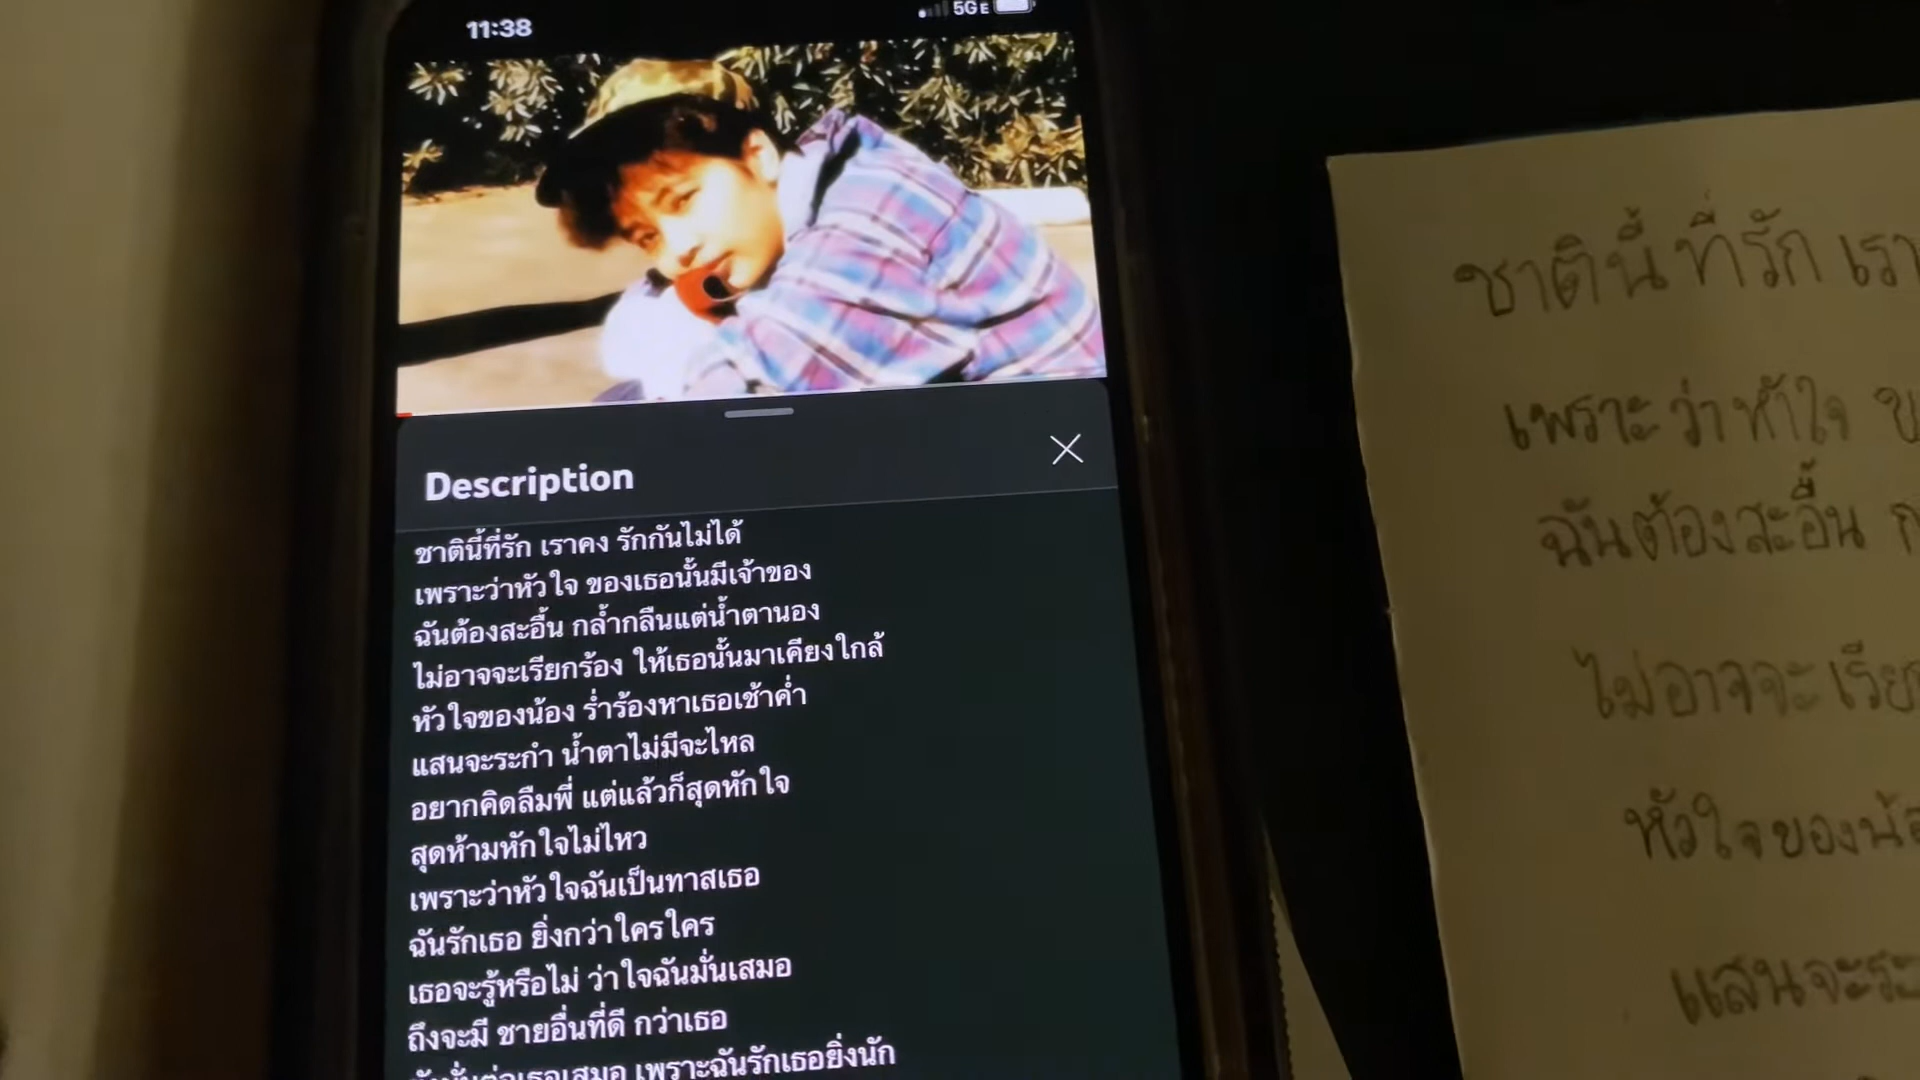 11:38
5GE
Description
ชาตินี้ที่รัก เราคง รักกันไม่ได้
เพราะว่าหัวใจ ของเธอนั้นมีเจ้าของ
ฉันต้องสะอื้น กล้ำกลืนแต่น้ำตานอง
ไม่อาจจะเรียกร้อง ให้เธอนั้นมาเคียงใกล้
หัวใจของน้อง ร่ำร้องหาเธอเช้าค่ำ
แสนจะระกำ น้ำตาไม่มีจะไหล
อยากคิดลืมพี่ แต่แล้วก็สุดหักใจ
สุดห้ามหักใจไม่ไหว
เพราะว่าหัวใจฉันเป็นทาสเธอ
ฉันรักเธอ ยิ่งกว่าใครใคร
เธอจะรู้หรือไม่ ว่าใจฉันมั่นเสมอ
ถึงจะมี ชายอื่นที่ดี กว่าเธอ
เพราะฉันรักเธอยิ่งนัก
ชาตินี้ ที่รัก เรา
เพราะว่าหัวใจ ข
ฉันต้องสะอื้น ก
ไม่อาจจะเรีย
หัวใจของน้อ
แสนจะระ